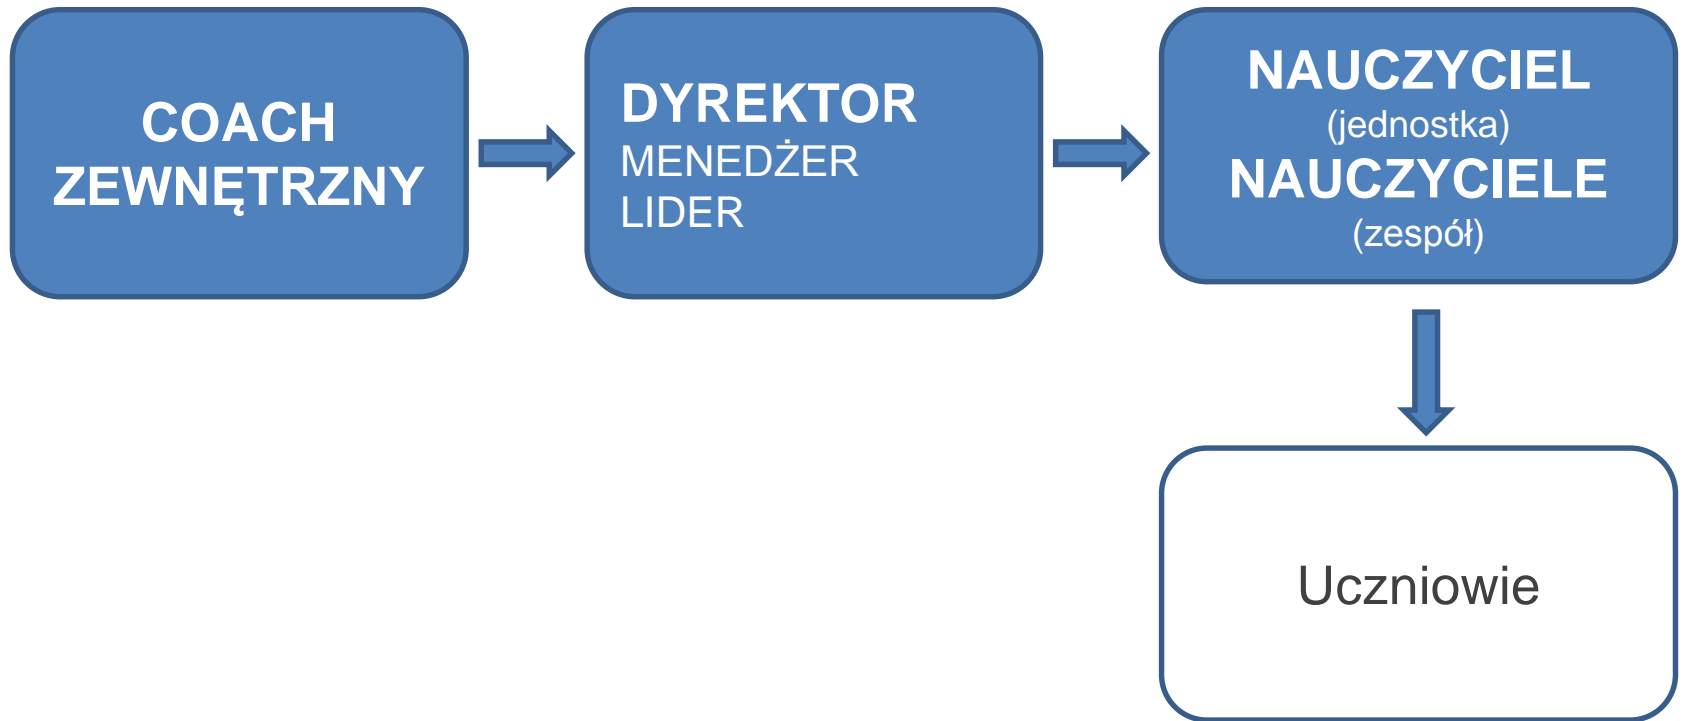 COACH
ZEWNĘTRZNY
DYREKTOR
MENEDŻER
LIDER
NAUCZYCIEL
(jednostka)
NAUCZYCIELE
(zespół)
Uczniowie